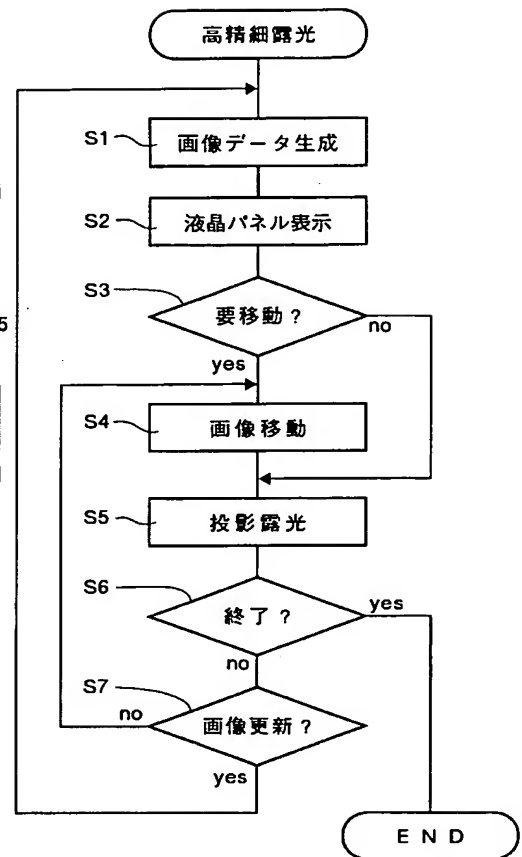 高精細露光
S1
画像データ生成
S2
液晶パネル表示
S3
要移動?
no
5
yes
S4
画像移動
S5
投影露光
S6
終了?
yes
no
S7
画像更新?
no
yes
END